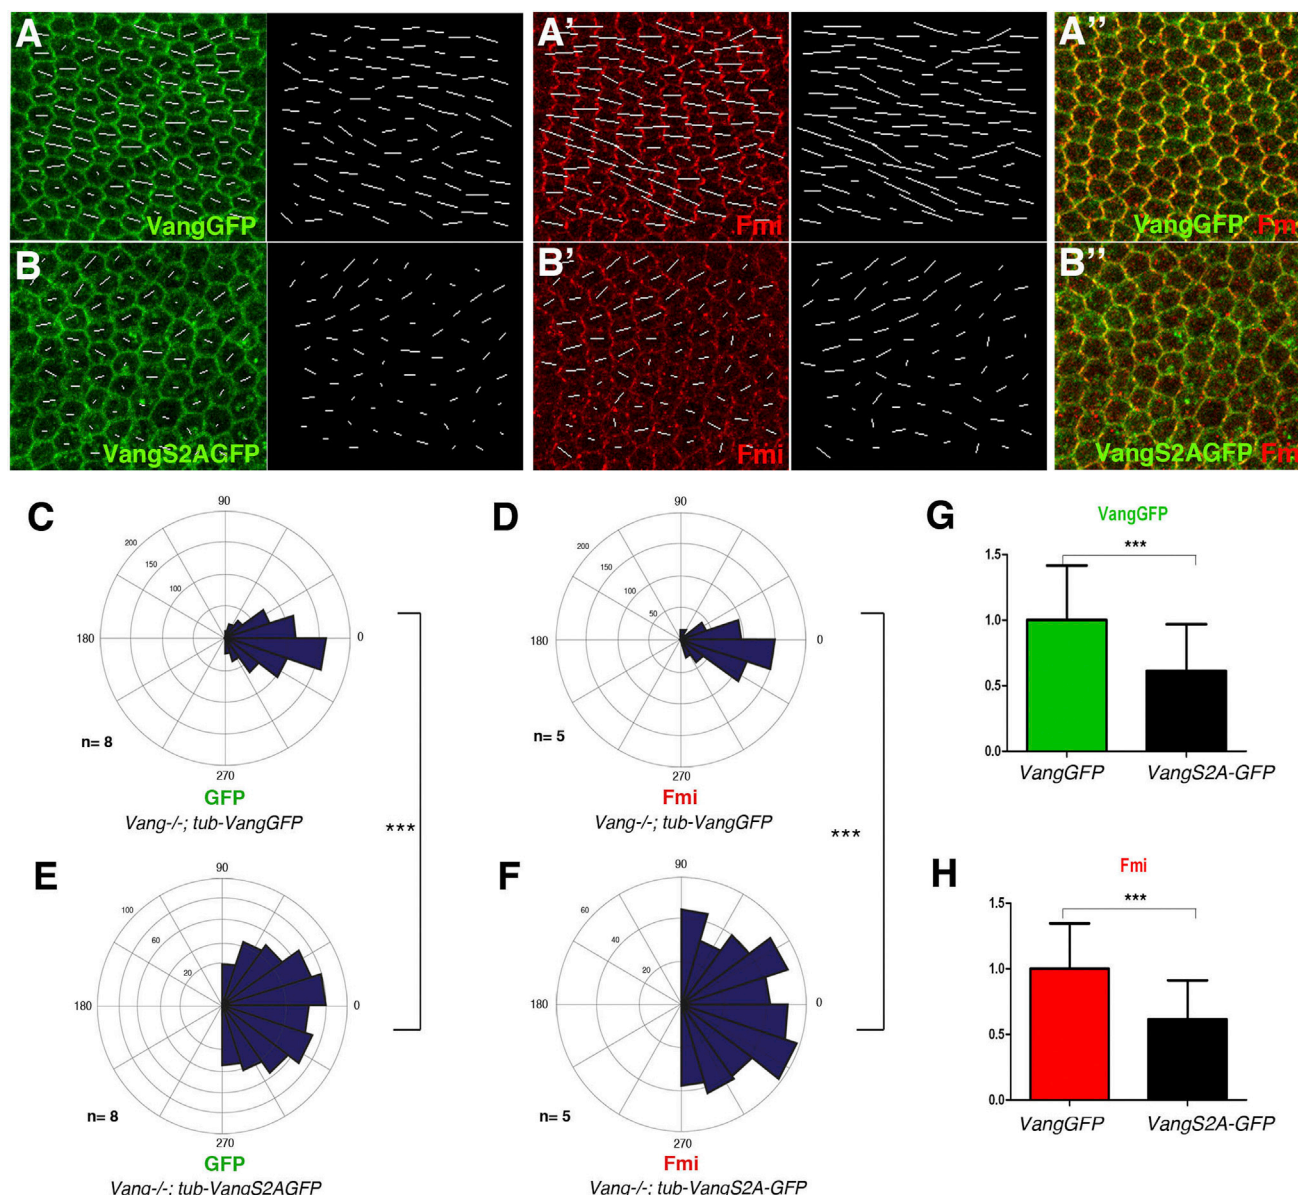 A
VangGFP
A'
Fmi
A''
VangGFP Fm
B
VangS2AGFP
B'
Fmi
B''
VangS2AGFP Fm
C
90
200
150
100
180
0
n= 8
270
GFP
Vang-/-; tub-VangGFP
D
90
200
150
100
50
180
0
n= 5
270
Fmi
Vang-/-; tub-VangGFP
***
***
E
90
100
60
20
180
0
n= 8
270
GFP
Vang-/-; tub-VangS2AGFP
F
90
60
40
20
180
0
n= 5
270
Fmi
Vang-/-; tub-VangS2A-GFP
G
VangGFP
***
1.5
1.0
0.5
0.0
VangGFP VangS2A-GFP
H
Fmi
***
1.5
1.0
0.5
0.0
VangGFP VangS2A-GFP